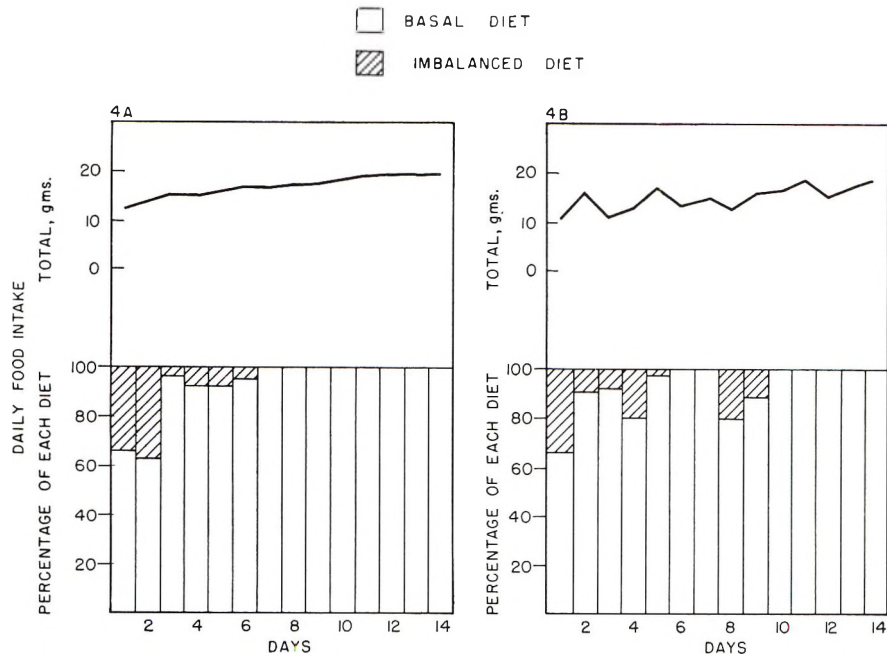 BASAL DIET
IMBALANCED DIET
DAILY FOOD INTAKE
4A
TOTAL, gms.
20
10
0
PERCENTAGE OF EACH DIET
100
80
60
40
20
2 4 6 8 10 12 14
DAYS
4B
TOTAL, gms.
20
10
0
PERCENTAGE OF EACH DIET
100
80
60
40
20
2 4 6 8 10 12 14
DAYS